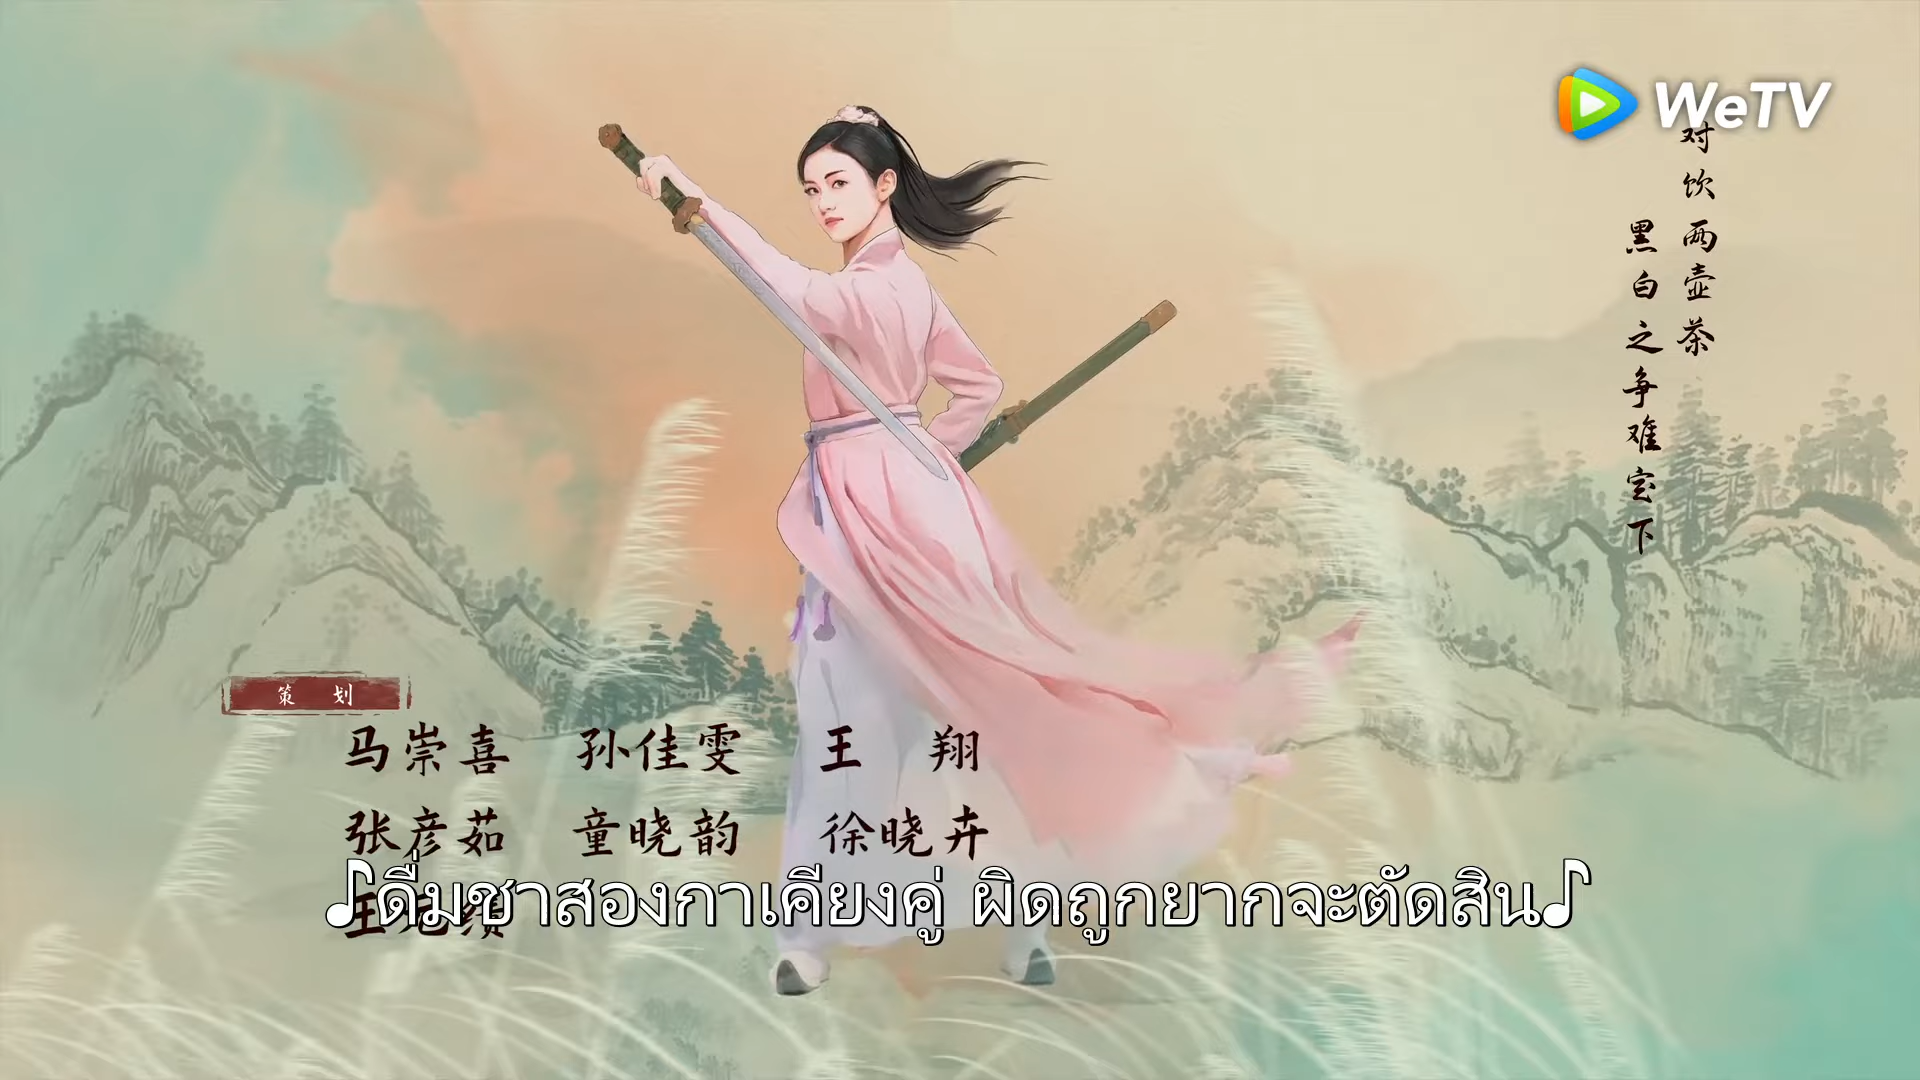 WeTV
对饮两壶茶
黑白之争难定下
策 划
马崇喜 孙佳雯 王 翔
张彦茹 童晓韵 徐晓卉
♪ดื่มชาสองกาเคียงคู่ ผิดถูกยากจะตัดสิน♪